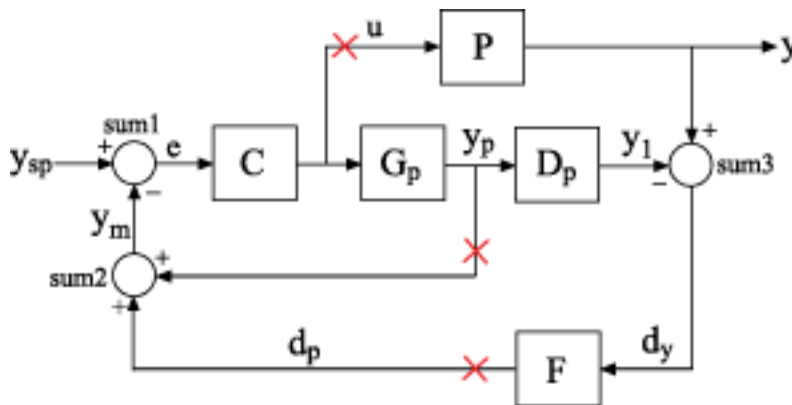 u
P
y
sum1
+
y_sp
e
C
G_p
y_p
D_p
y_1
+
−
sum3
−
y_m
sum2
+
+
d_p
F
d_y